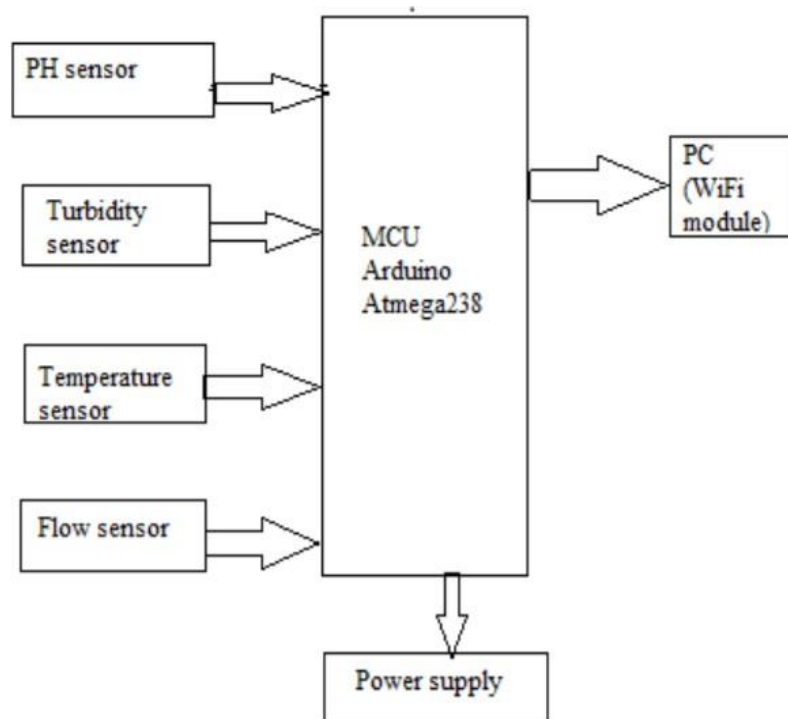 PH sensor
Turbidity
sensor
Temperature
sensor
Flow sensor
MCU
Arduino
Atmega238
PC
(WiFi
module)
Power supply